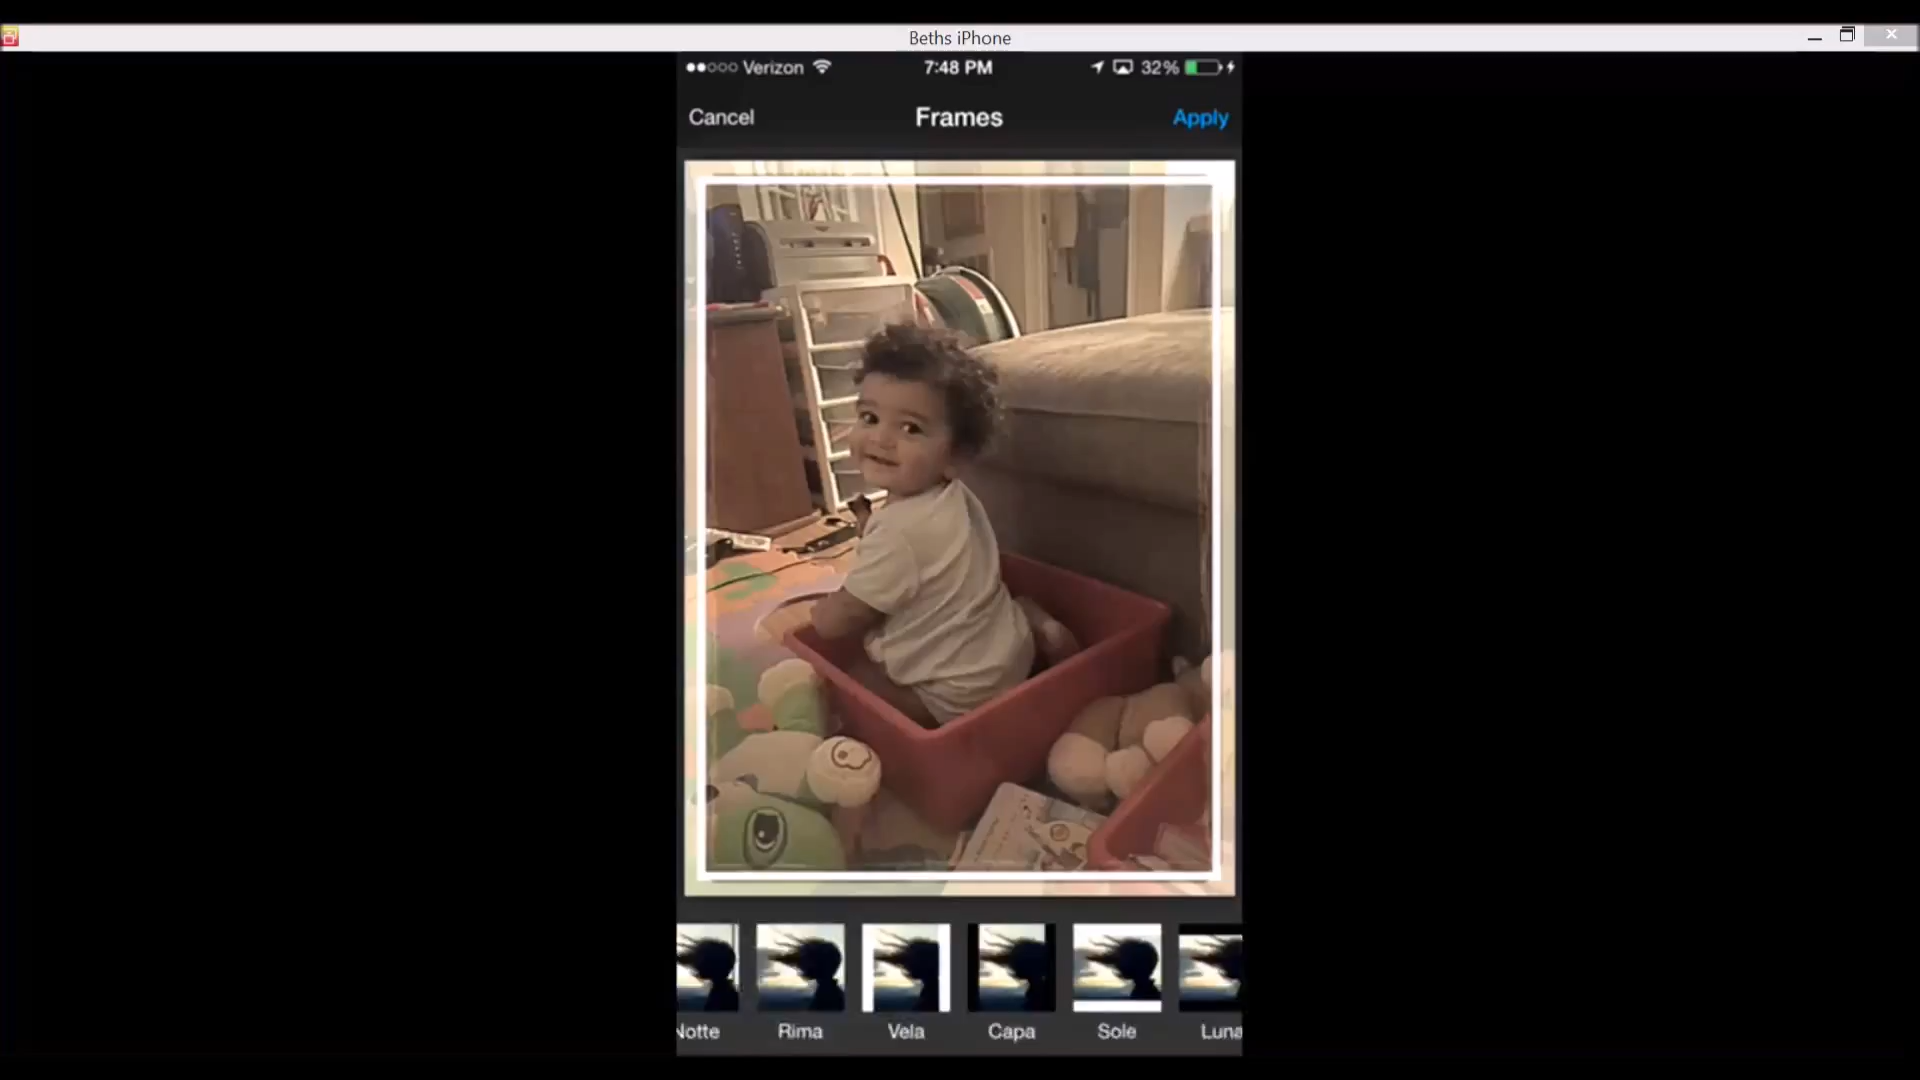 Beths iPhone
Verizon 7:48 PM 32%
Cancel Frames Apply
Notte Rima Vela Capa Sole Luna